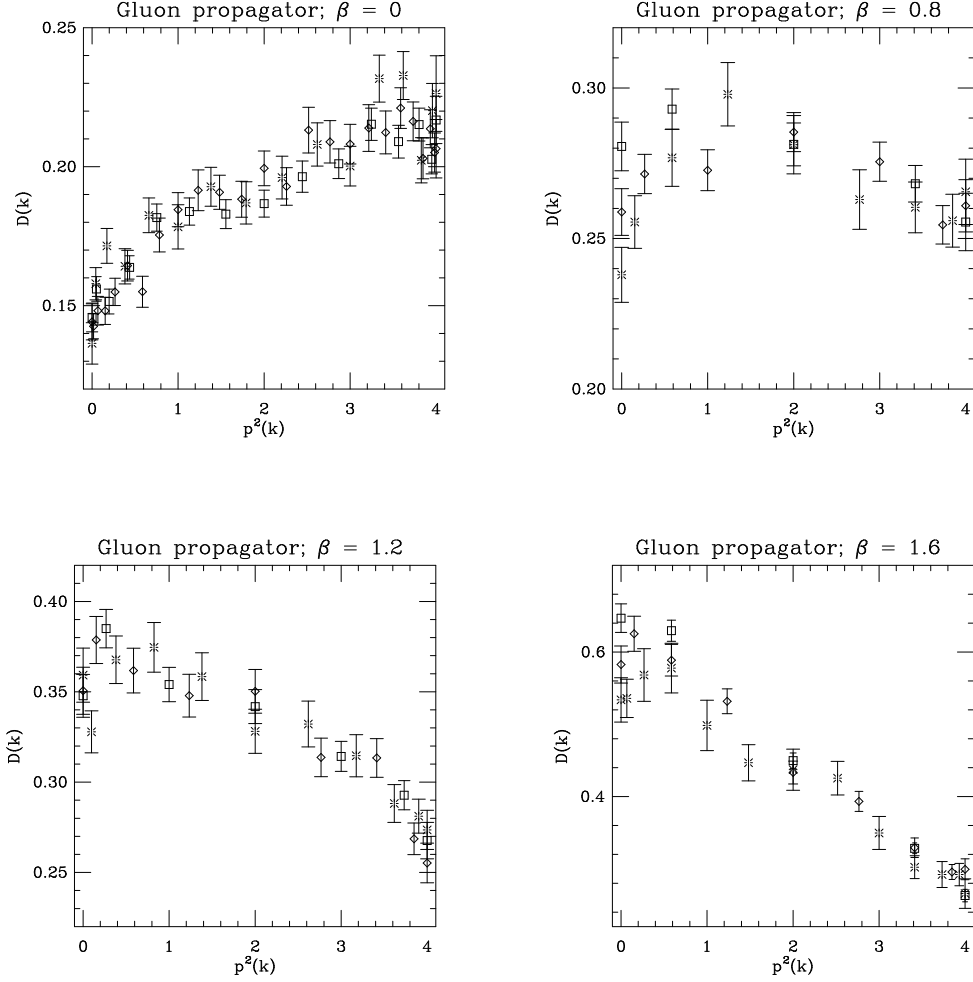 Gluon propagator; β = 0
0.25
0.20
0.15
D(k)
0 1 2 3 4
p²(k)
Gluon propagator; β = 0.8
0.30
0.25
0.20
D(k)
0 1 2 3 4
p²(k)
Gluon propagator; β = 1.2
0.40
0.35
0.30
0.25
D(k)
0 1 2 3 4
p²(k)
Gluon propagator; β = 1.6
0.6
0.4
D(k)
0 1 2 3 4
p²(k)